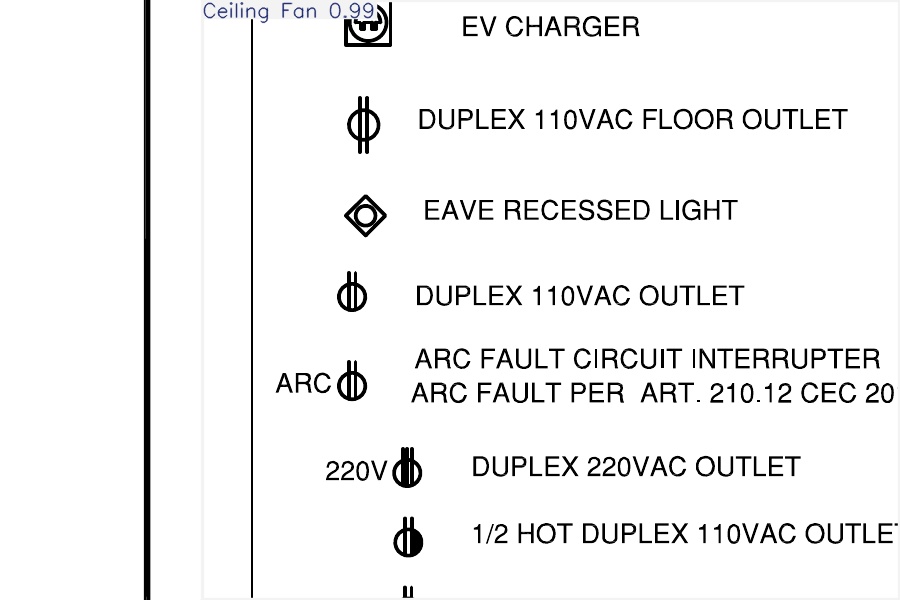 Ceiling Fan 0.99
EV CHARGER
DUPLEX 110VAC FLOOR OUTLET
EAVE RECESSED LIGHT
DUPLEX 110VAC OUTLET
ARC FAULT CIRCUIT INTERRUPTER
ARC ARC FAULT PER ART. 210.12 CEC 20
220V DUPLEX 220VAC OUTLET
1/2 HOT DUPLEX 110VAC OUTLET